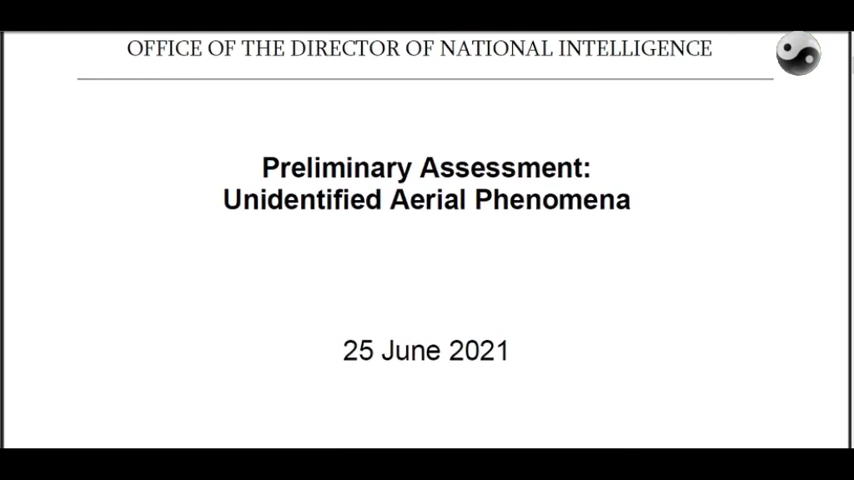 OFFICE OF THE DIRECTOR OF NATIONAL INTELLIGENCE
Preliminary Assessment:
Unidentified Aerial Phenomena
25 June 2021